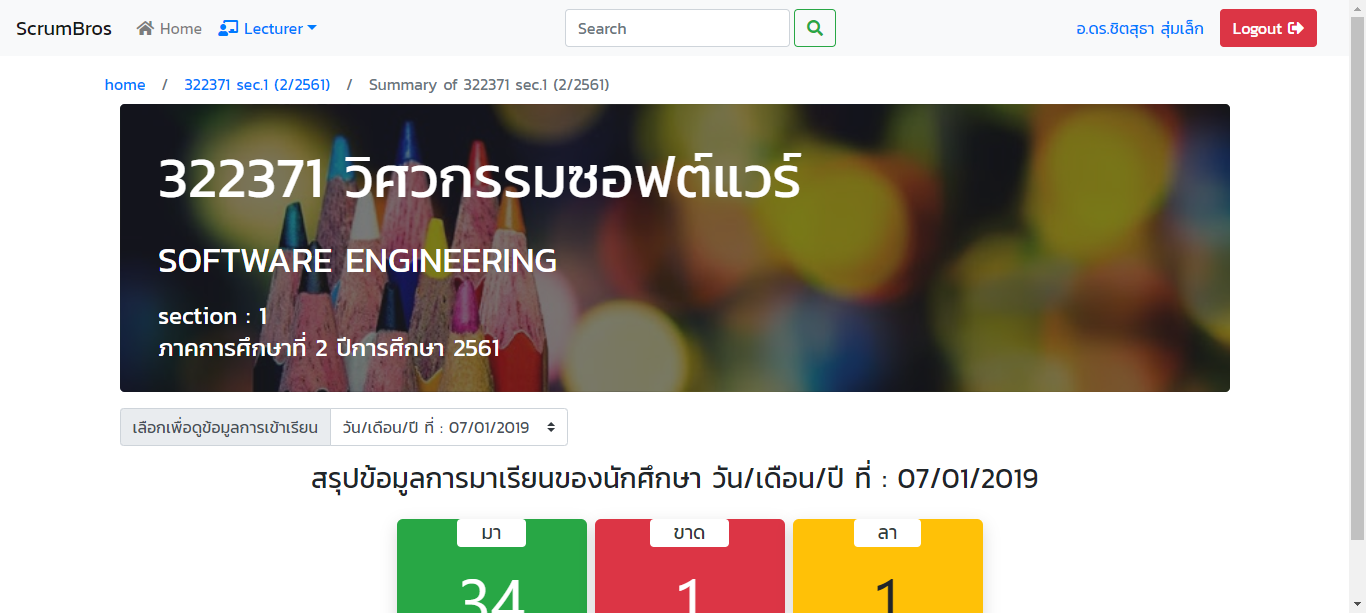 ScrumBros Home Lecturer Search อ.ดร.ชิตสุธา สุ่มเล็ก Logout
home / 322371 sec.1 (2/2561) / Summary of 322371 sec.1 (2/2561)
322371 วิศวกรรมซอฟต์แวร์
SOFTWARE ENGINEERING
section : 1
ภาคการศึกษาที่ 2 ปีการศึกษา 2561
เลือกเพื่อดูข้อมูลการเข้าเรียน วัน/เดือน/ปี ที่ : 07/01/2019
สรุปข้อมูลการมาเรียนของนักศึกษา วัน/เดือน/ปี ที่ : 07/01/2019
มา ขาด ลา
34 1 1